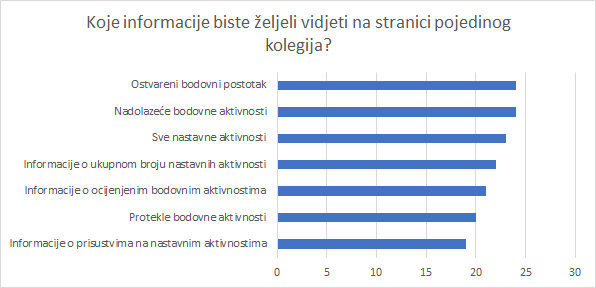 Koje informacije biste željeli vidjeti na stranici pojedinog
kolegija?
Ostvareni bodovni postotak
Nadolazeće bodovne aktivnosti
Sve nastavne aktivnosti
Informacije o ukupnom broju nastavnih aktivnosti
Informacije o ocijenjenim bodovnim aktivnostima
Protekle bodovne aktivnosti
Informacije o prisustvima na nastavnim aktivnostima
0 5 10 15 20 25 30